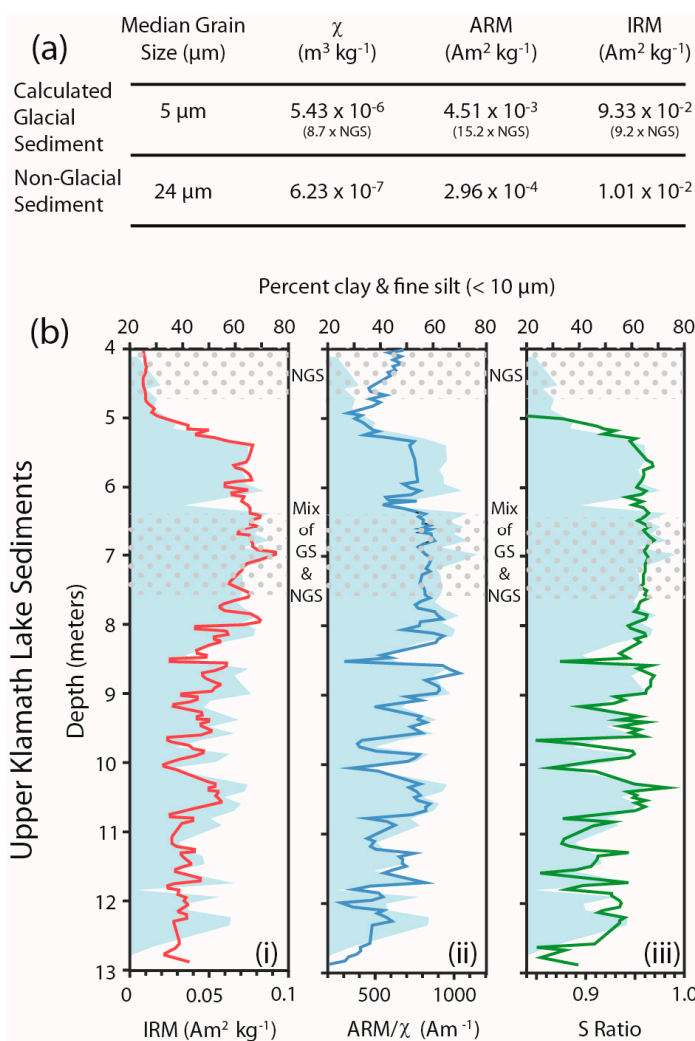 (a)
Median Grain Size (µm)
χ (m³ kg⁻¹)
ARM (Am² kg⁻¹)
IRM (Am² kg⁻¹)
Calculated Glacial Sediment
5 µm
5.43 x 10⁻⁶
(8.7 x NGS)
4.51 x 10⁻³
(15.2 x NGS)
9.33 x 10⁻²
(9.2 x NGS)
Non-Glacial Sediment
24 µm
6.23 x 10⁻⁷
2.96 x 10⁻⁴
1.01 x 10⁻²
Percent clay & fine silt (< 10 µm)
(b)
20 40 60 80 20 40 60 80 20 40 60 80
Upper Klamath Lake Sediments
Depth (meters)
4
5
6
7
8
9
10
11
12
13
NGS
NGS
Mix
of
GS
&
NGS
Mix
of
GS
&
NGS
(i)
(ii)
(iii)
0 0.05 0.1 500 1000 0.9 1.0
IRM (Am² kg⁻¹)
ARM/χ (Am⁻¹)
S Ratio